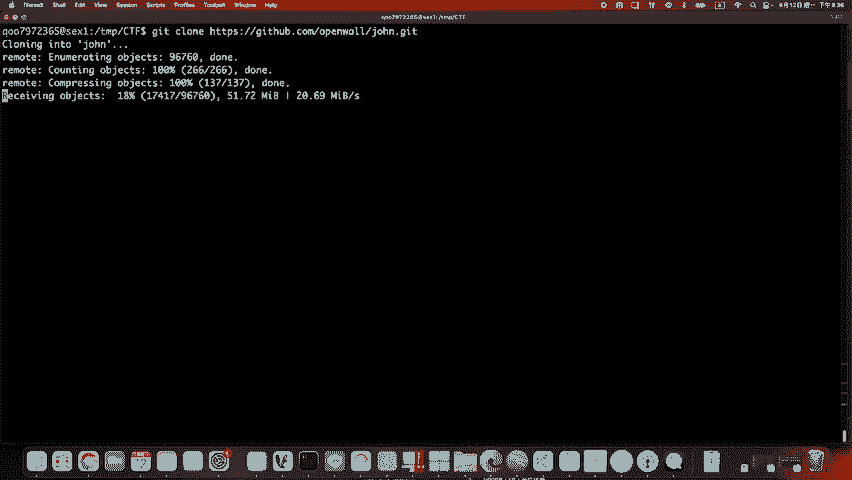 iTerm2 Shell Edit View Session Scripts Profiles Toolbelt Window Help
qoo7972365@sex1:/tmp/CTF
qoo7972365@sex1:/tmp/CTF$ git clone https://github.com/openwall/john.git
Cloning into 'john'...
remote: Enumerating objects: 96760, done.
remote: Counting objects: 100% (266/266), done.
remote: Compressing objects: 100% (137/137), done.
Receiving objects: 18% (17417/96760), 51.72 MiB | 20.69 MiB/s